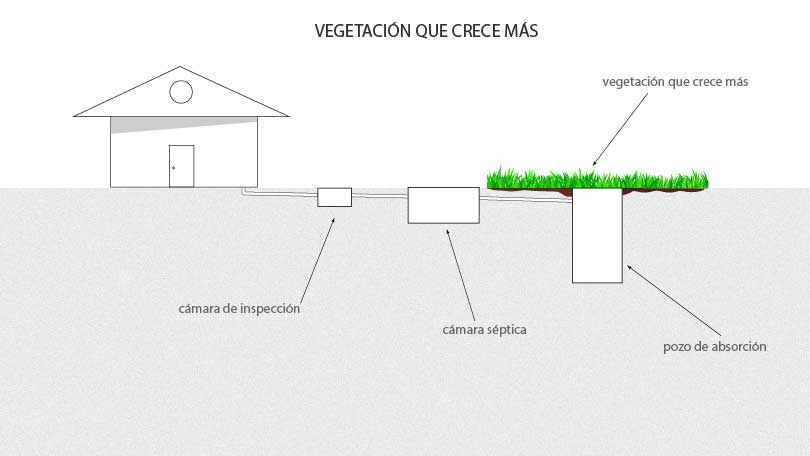 VEGETACIÓN QUE CRECE MÁS
vegetación que crece más
cámara de inspección
cámara séptica
pozo de absorción